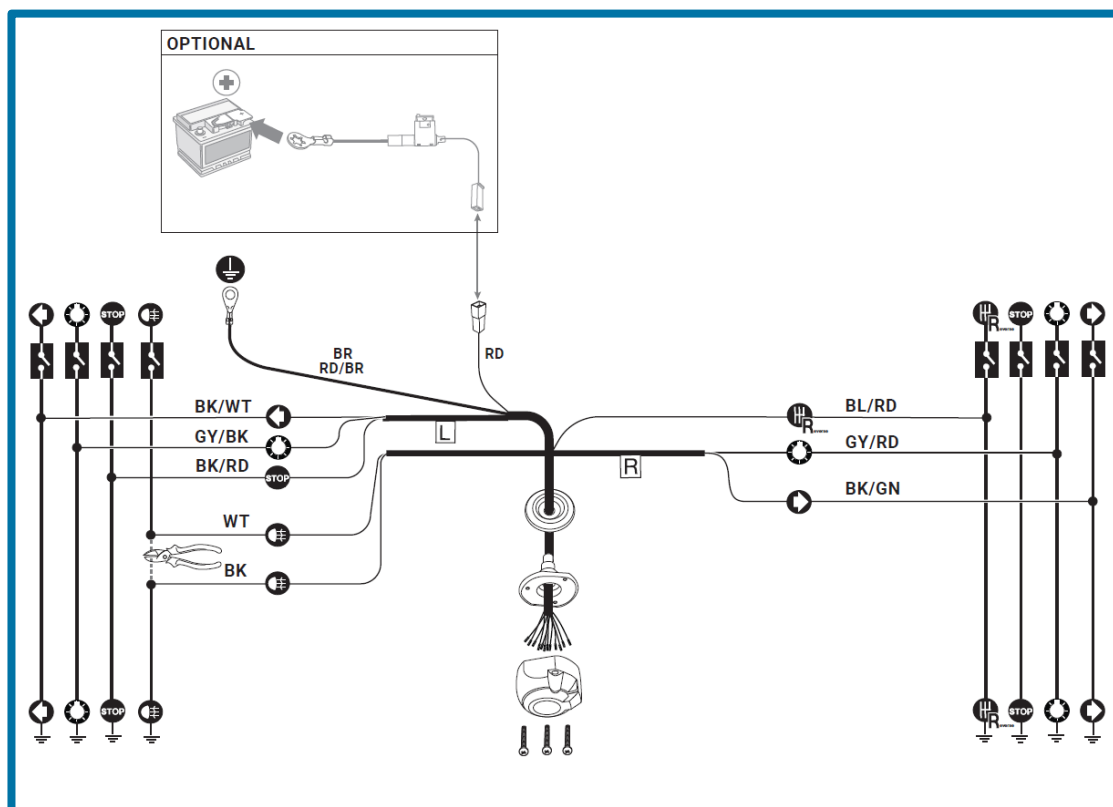 OPTIONAL
STOP
R
STOP
BR
RD/BR
RD
BK/WT
L
GY/BK
BK/RD
STOP
WT
BK
R
R
BL/RD
GY/RD
BK/GN
STOP
R
STOP